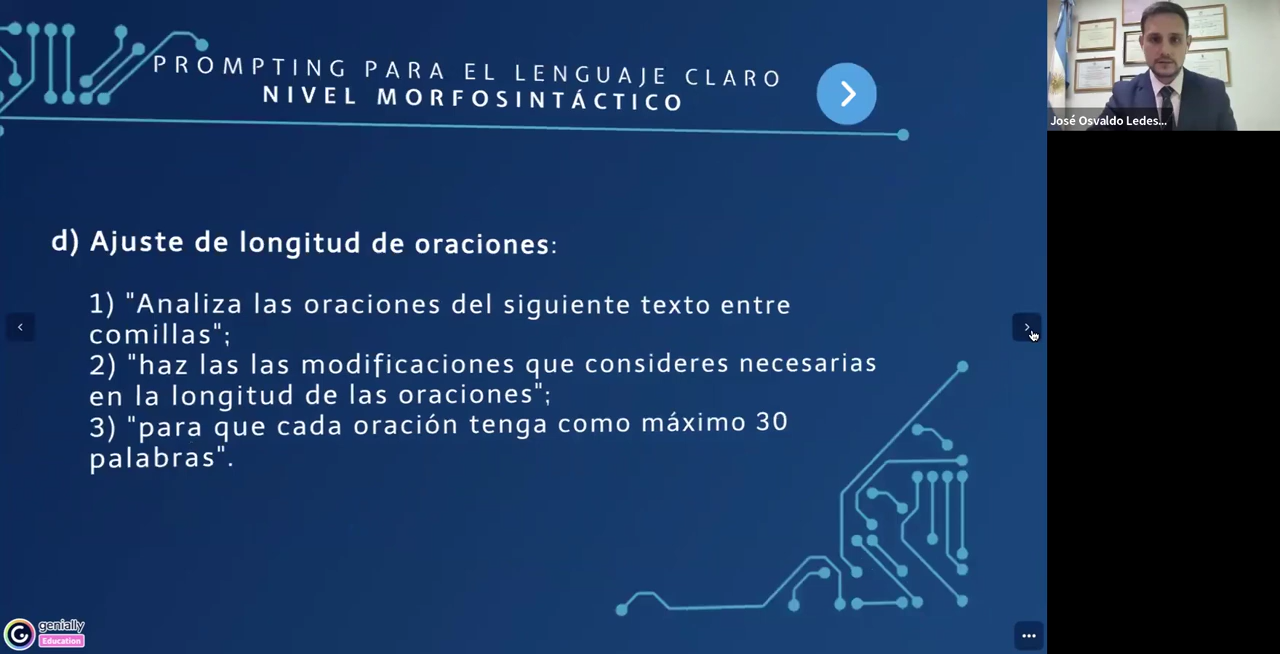 PROMPTING PARA EL LENGUAJE CLARO
NIVEL MORFOSINTÁCTICO
d) Ajuste de longitud de oraciones:
1) "Analiza las oraciones del siguiente texto entre
comillas";
2) "haz las las modificaciones que consideres necesarias
en la longitud de las oraciones";
3) "para que cada oración tenga como máximo 30
palabras".
José Osvaldo Ledes...
genially
Education